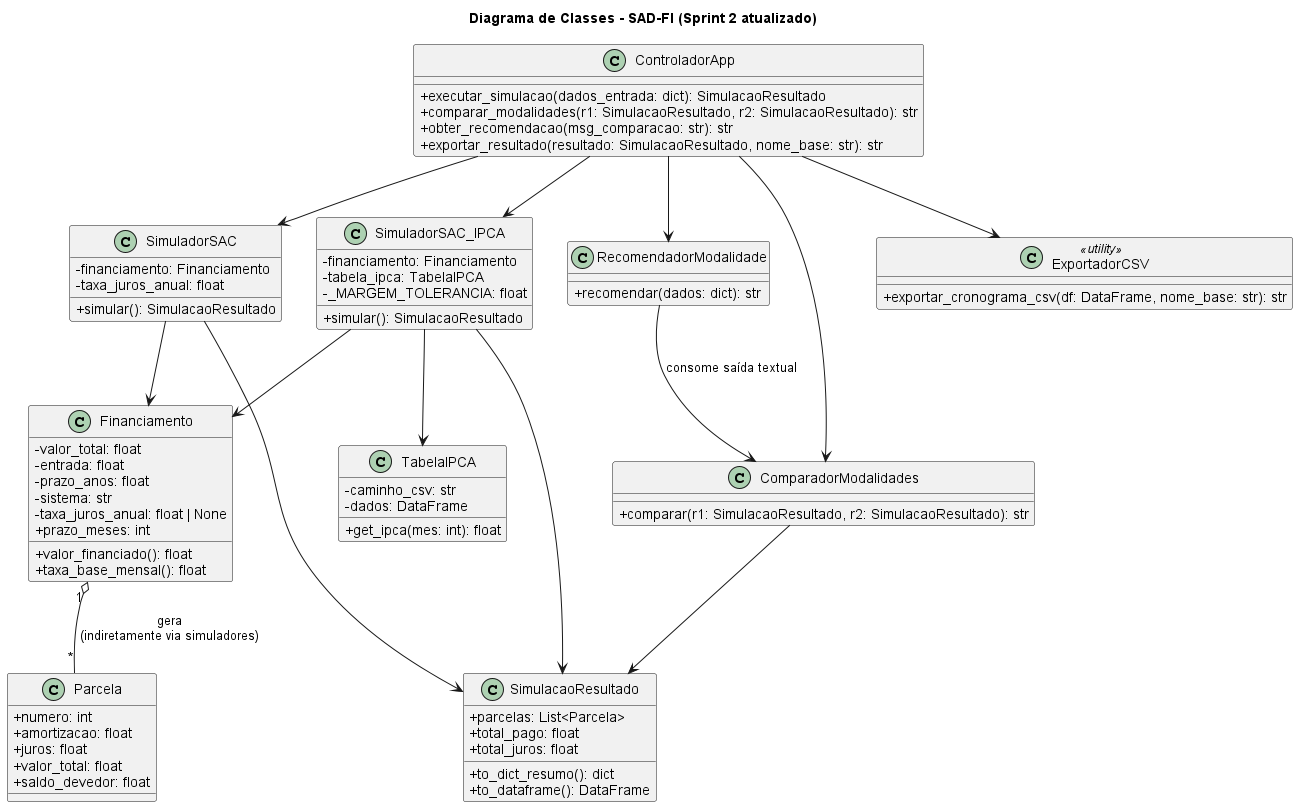 Diagrama de Classes - SAD-FI (Sprint 2 atualizado)
C ControladorApp
+executar_simulacao(dados_entrada: dict): SimulacaoResultado
+comparar_modalidades(r1: SimulacaoResultado, r2: SimulacaoResultado): str
+obter_recomendacao(msg_comparacao: str): str
+exportar_resultado(resultado: SimulacaoResultado, nome_base: str): str
C SimuladorSAC
-financiamento: Financiamento
-taxa_juros_anual: float
+simular(): SimulacaoResultado
C SimuladorSAC_IPCA
-financiamento: Financiamento
-tabela_ipca: TabelaIPCA
-_MARGEM_TOLERANCIA: float
+simular(): SimulacaoResultado
C RecomendadorModalidade
+recomendar(dados: dict): str
«utility»
C ExportadorCSV
+exportar_cronograma_csv(df: DataFrame, nome_base: str): str
consome saída textual
C Financiamento
-valor_total: float
-entrada: float
-prazo_anos: float
-sistema: str
-taxa_juros_anual: float | None
+prazo_meses: int
+valor_financiado(): float
+taxa_base_mensal(): float
C TabelaIPCA
-caminho_csv: str
-dados: DataFrame
+get_ipca(mes: int): float
C ComparadorModalidades
+comparar(r1: SimulacaoResultado, r2: SimulacaoResultado): str
1
gera
(indiretamente via simuladores)
*
C Parcela
+numero: int
+amortizacao: float
+juros: float
+valor_total: float
+saldo_devedor: float
C SimulacaoResultado
+parcelas: List<Parcela>
+total_pago: float
+total_juros: float
+to_dict_resumo(): dict
+to_dataframe(): DataFrame